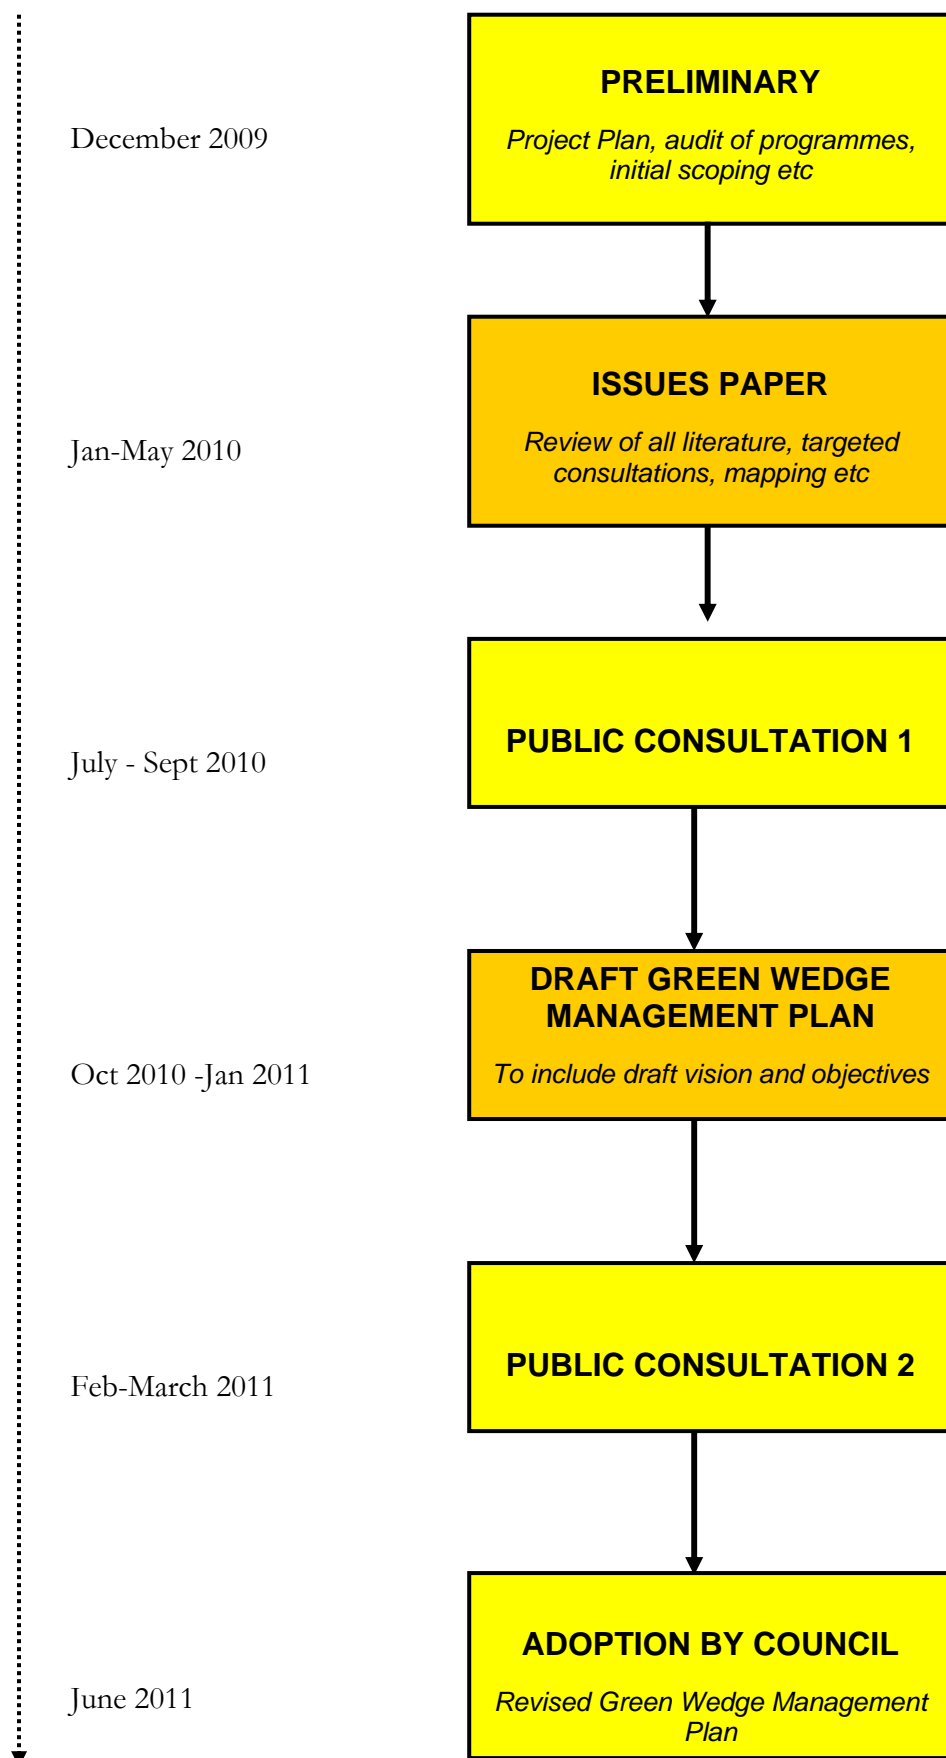 December 2009
PRELIMINARY
Project Plan, audit of programmes,
initial scoping etc
Jan-May 2010
ISSUES PAPER
Review of all literature, targeted
consultations, mapping etc
July - Sept 2010
PUBLIC CONSULTATION 1
Oct 2010 -Jan 2011
DRAFT GREEN WEDGE
MANAGEMENT PLAN
To include draft vision and objectives
Feb-March 2011
PUBLIC CONSULTATION 2
June 2011
ADOPTION BY COUNCIL
Revised Green Wedge Management
Plan